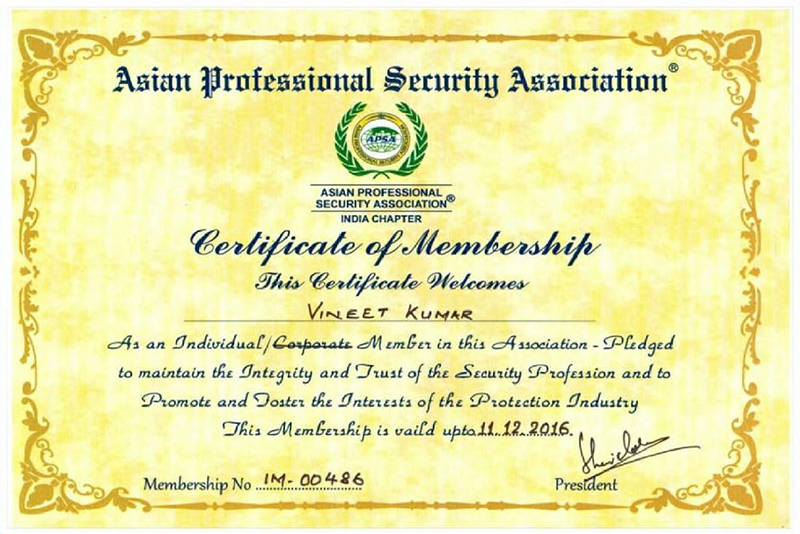 Asian Professional Security Association®
APSA
ASIAN PROFESSIONAL
SECURITY ASSOCIATION®
INDIA CHAPTER
Certificate of Membership
This Certificate Welcomes
VINEET KUMAR
As an Individual/Corporate Member in this Association - Pledged
to maintain the Integrity and Trust of the Security Profession and to
Promote and Foster the Interests of the Protection Industry
This Membership is vaild upto 11.12.2016.
Membership No IM-00486
President